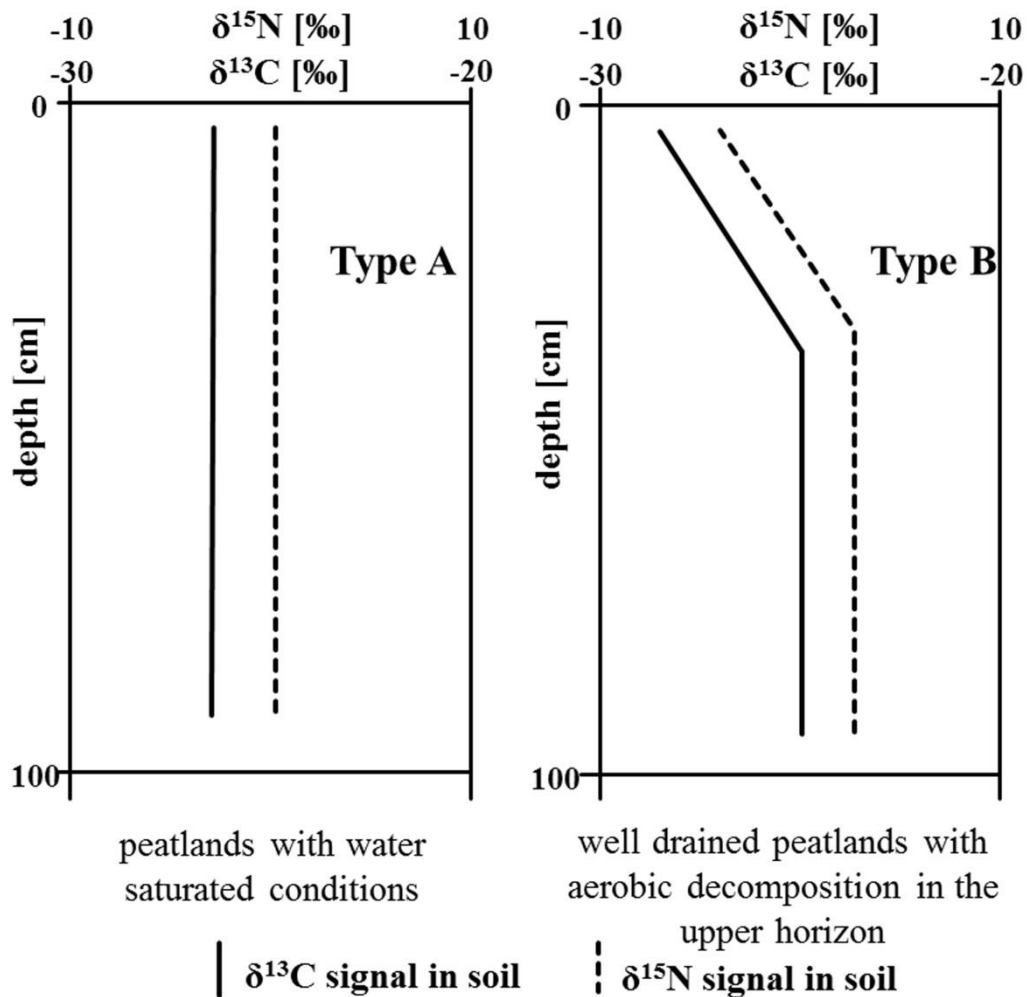 -10 δ¹⁵N [‰] 10
-30 δ¹³C [‰] -20
0
Type A
depth [cm]
100
peatlands with water
saturated conditions
-10 δ¹⁵N [‰] 10
-30 δ¹³C [‰] -20
0
Type B
depth [cm]
100
well drained peatlands with
aerobic decomposition in the
upper horizon
δ¹³C signal in soil
δ¹⁵N signal in soil